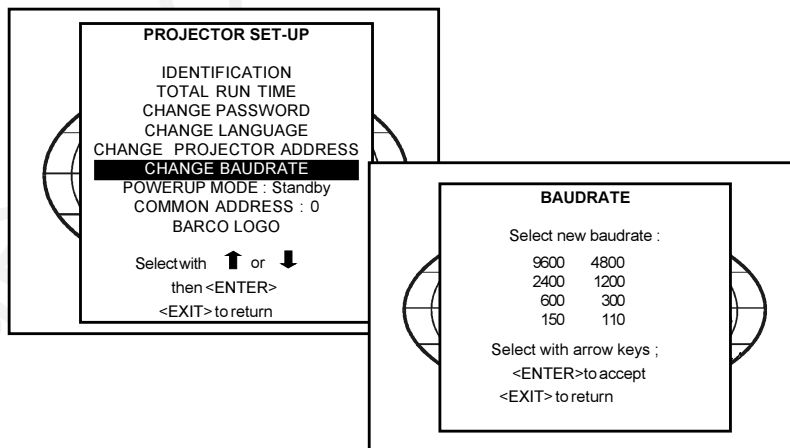 PROJECTOR SET-UP
IDENTIFICATION
TOTAL RUN TIME
CHANGE PASSWORD
CHANGE LANGUAGE
CHANGE PROJECTOR ADDRESS
CHANGE BAUDRATE
POWERUP MODE : Standby
COMMON ADDRESS : 0
BARCO LOGO
Select with ⬆ or ⬇
then <ENTER>
<EXIT> to return
BAUDRATE
Select new baudrate :
9600 4800
2400 1200
600 300
150 110
Select with arrow keys ;
<ENTER> to accept
<EXIT> to return